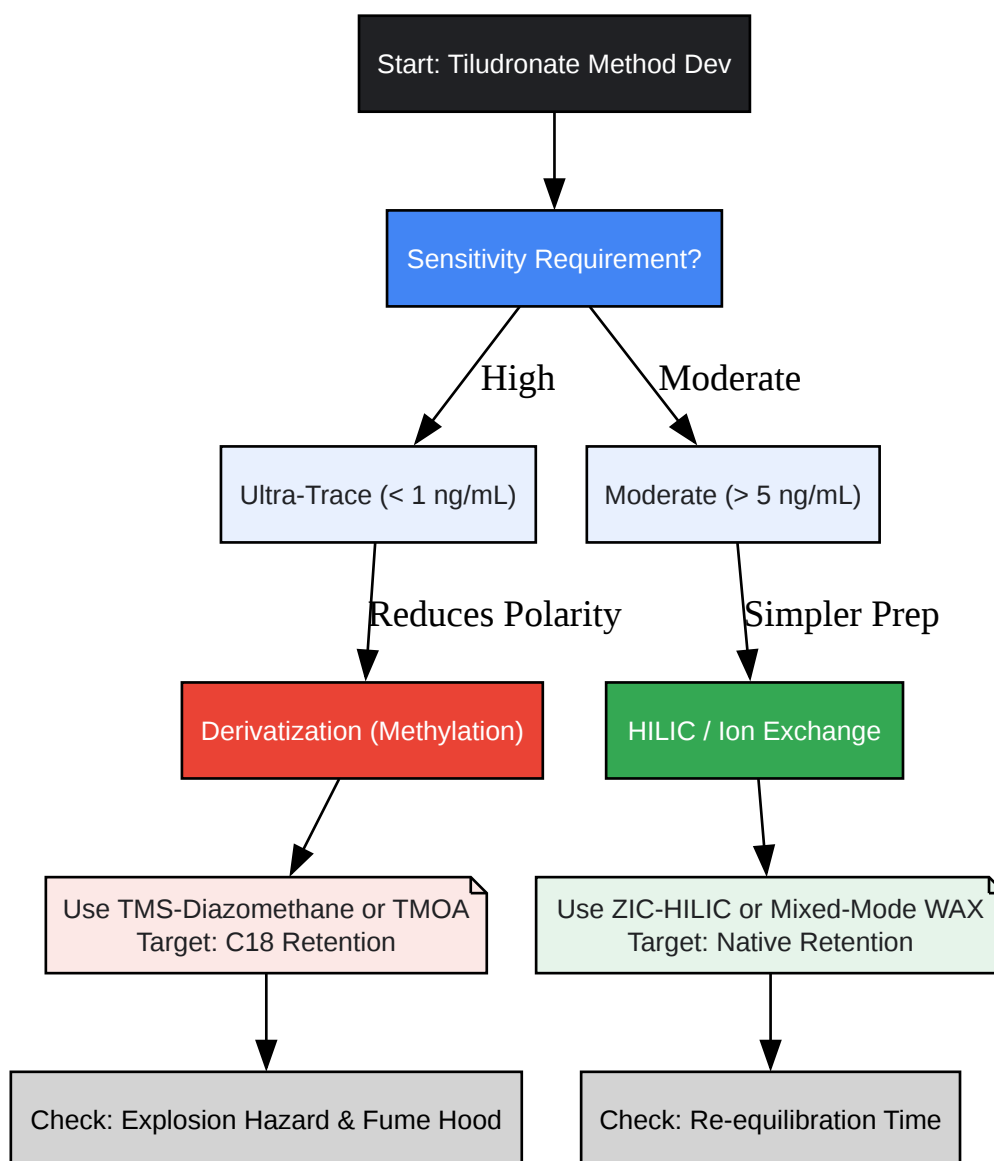 Start: Tiludronate Method Dev
Sensitivity Requirement?
High
Moderate
Ultra-Trace (< 1 ng/mL)
Moderate (> 5 ng/mL)
Reduces Polarity
Simpler Prep
Derivatization (Methylation)
HILIC / Ion Exchange
Use TMS-Diazomethane or TMOA
Target: C18 Retention
Use ZIC-HILIC or Mixed-Mode WAX
Target: Native Retention
Check: Explosion Hazard & Fume Hood
Check: Re-equilibration Time